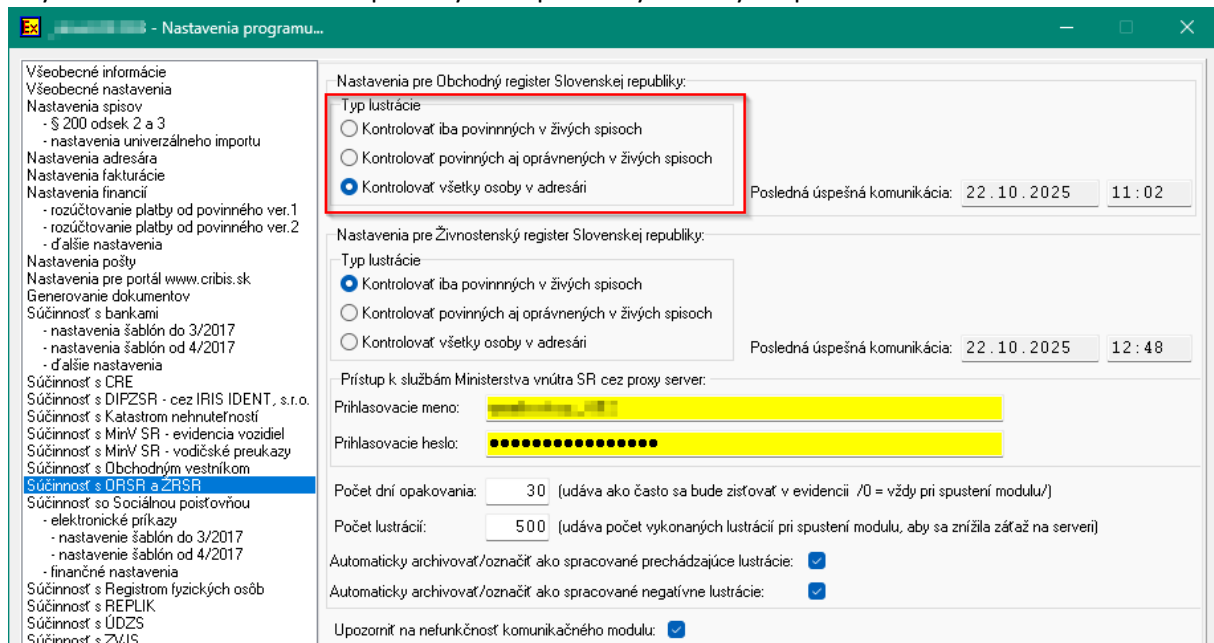 - Nastavenia programu...
Všeobecné informácie
Všeobecné nastavenia
Nastavenia spisov
- § 200 odsek 2 a 3
- nastavenia univerzálneho importu
Nastavenia adresára
Nastavenia fakturácie
Nastavenia financií
- rozúčtovanie platby od povinného ver.1
- rozúčtovanie platby od povinného ver.2
- ďalšie nastavenia
Nastavenia pošty
Nastavenia pre portál www.cribis.sk
Generovanie dokumentov
Súčinnosť s bankami
- nastavenia šablón do 3/2017
- nastavenia šablón od 4/2017
- ďalšie nastavenia
Súčinnosť s CRE
Súčinnosť s DIPZSR - cez IRIS IDENT, s.r.o.
Súčinnosť s Katastrom nehnuteľností
Súčinnosť s MinV SR - evidencia vozidiel
Súčinnosť s MinV SR - vodičské preukazy
Súčinnosť s Obchodným vestníkom
Súčinnosť s ORSR a ŽRSR
Súčinnosť so Sociálnou poisťovňou
- elektronické príkazy
- nastavenie šablón do 3/2017
- nastavenie šablón od 4/2017
- finančné nastavenia
Súčinnosť s Registrom fyzických osôb
Súčinnosť s REPLIK
Súčinnosť s ÚDZS
Súčinnosť s ZVJS
Nastavenia pre Obchodný register Slovenskej republiky:
Typ lustrácie
Kontrolovať iba povinnných v živých spisoch
Kontrolovať povinných aj oprávnených v živých spisoch
Kontrolovať všetky osoby v adresári
Posledná úspešná komunikácia: 22.10.2025 11:02
Nastavenia pre Živnostenský register Slovenskej republiky:
Typ lustrácie
Kontrolovať iba povinnných v živých spisoch
Kontrolovať povinných aj oprávnených v živých spisoch
Kontrolovať všetky osoby v adresári
Posledná úspešná komunikácia: 22.10.2025 12:48
Prístup k službám Ministerstva vnútra SR cez proxy server:
Prihlasovacie meno:
Prihlasovacie heslo: ●●●●●●●●●●●●●●●●
Počet dní opakovania: 30 (udáva ako často sa bude zisťovať v evidencii /0 = vždy pri spustení modulu/)
Počet lustrácií: 500 (udáva počet vykonaných lustrácií pri spustení modulu, aby sa znížila záťaž na serveri)
Automaticky archivovať/označiť ako spracované prechádzajúce lustrácie:
Automaticky archivovať/označiť ako spracované negatívne lustrácie:
Upozorniť na nefunkčnosť komunikačného modulu: